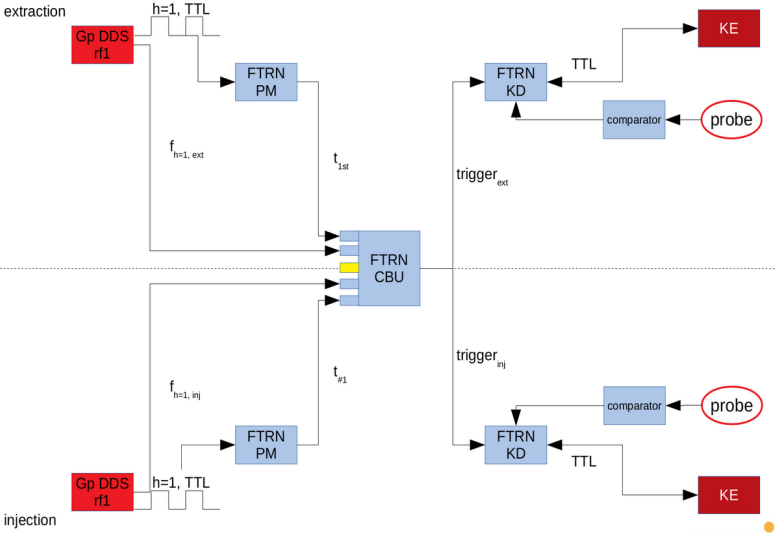 extraction
h=1, TTL
Gp DDS
rf1
FTRN
PM
f h=1, ext
t 1st
FTRN
KD
TTL
KE
comparator
probe
trigger ext
FTRN
CBU
trigger inj
f h=1, inj
t #1
FTRN
PM
Gp DDS
rf1
h=1, TTL
injection
comparator
probe
FTRN
KD
TTL
KE